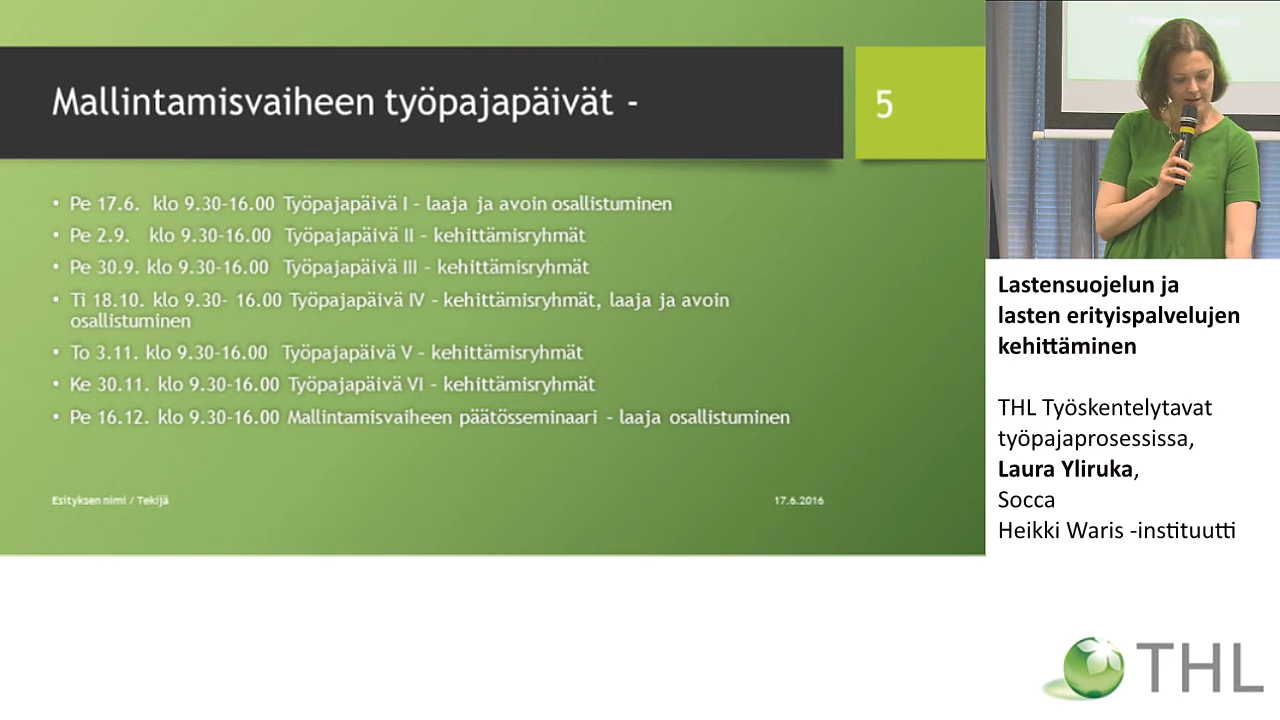 Mallintamisvaiheen työpajapäivät -
5
• Pe 17.6. klo 9.30-16.00 Työpajapäivä I – laaja ja avoin osallistuminen
• Pe 2.9. klo 9.30-16.00 Työpajapäivä II – kehittämisryhmät
• Pe 30.9. klo 9.30-16.00 Työpajapäivä III – kehittämisryhmät
• Ti 18.10. klo 9.30- 16.00 Työpajapäivä IV – kehittämisryhmät, laaja ja avoin
osallistuminen
• To 3.11. klo 9.30-16.00 Työpajapäivä V – kehittämisryhmät
• Ke 30.11. klo 9.30-16.00 Työpajapäivä VI – kehittämisryhmät
• Pe 16.12. klo 9.30-16.00 Mallintamisvaiheen päätösseminaari – laaja osallistuminen
Esityksen nimi / Tekijä
17.6.2016
Lastensuojelun ja
lasten erityispalvelujen
kehittäminen
THL Työskentelytavat
työpajaprosessissa,
Laura Yliruka,
Socca
Heikki Waris -instituutti
THL